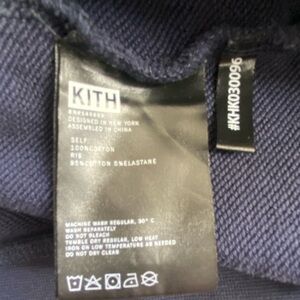 KITH
DESIGNED IN NEW YORK
ASSEMBLED IN CHINA
SELF
100%COTTON
RIB
95%COTTON 5%ELASTANE
MACHINE WASH REGULAR, 30° C
WASH SEPARATELY
DO NOT BLEACH
TUMBLE DRY REGULAR, LOW HEAT
IRON ON LOW TEMPERATURE AS NEEDED
DO NOT DRY CLEAN
#KHK030096